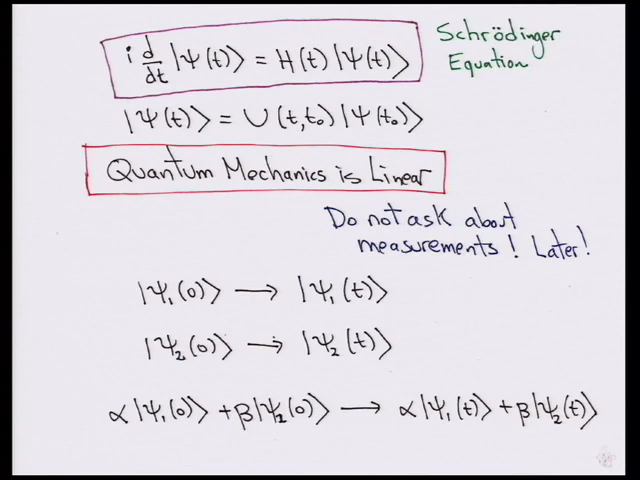 i d/dt |Ψ(t)⟩ = H(t) |Ψ(t)⟩
Schrödinger
Equation
|Ψ(t)⟩ = U(t,t₀) |Ψ(t₀)⟩
Quantum Mechanics is Linear
Do not ask about
measurements! Later!
|Ψ₁(0)⟩ → |Ψ₁(t)⟩
|Ψ₂(0)⟩ → |Ψ₂(t)⟩
α|Ψ₁(0)⟩ + β|Ψ₂(0)⟩ → α|Ψ₁(t)⟩ + β|Ψ₂(t)⟩